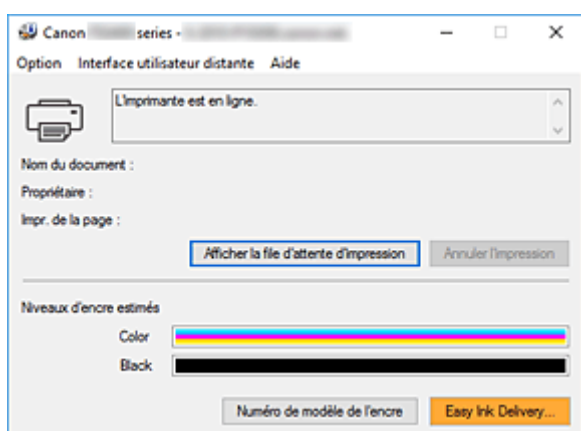 Canon series -
Option Interface utilisateur distante Aide
L'imprimante est en ligne.
Nom du document :
Propriétaire :
Impr. de la page :
Afficher la file d'attente d'impression Annuler l'impression
Niveaux d'encre estimés
Color
Black
Numéro de modèle de l'encre Easy Ink Delivery...